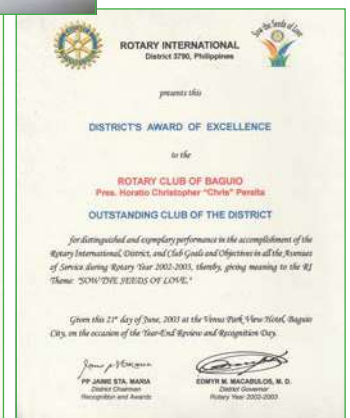 Sow the Seeds of Love
ROTARY INTERNATIONAL
District 3790, Philippines
presents this
DISTRICT'S AWARD OF EXCELLENCE
to the
ROTARY CLUB OF BAGUIO
Pres. Horatio Christopher "Chris" Peralta
OUTSTANDING CLUB OF THE DISTRICT
for distinguished and exemplary performance in the accomplishment of the
Rotary International, District, and Club Goals and Objectives in all the Avenues
of Service during Rotary Year 2002-2003, thereby, giving meaning to the RI
Theme "SOW THE SEEDS OF LOVE."
Given this 21st day of June, 2003 at the Venus Park View Hotel, Baguio
City, on the occasion of the Year-End Review and Recognition Day.
PP JAIME STA. MARIA
District Chairman
Recognition and Awards
EDMYR M. MACABULOS, M. D.
District Governor
Rotary Year 2002-2003